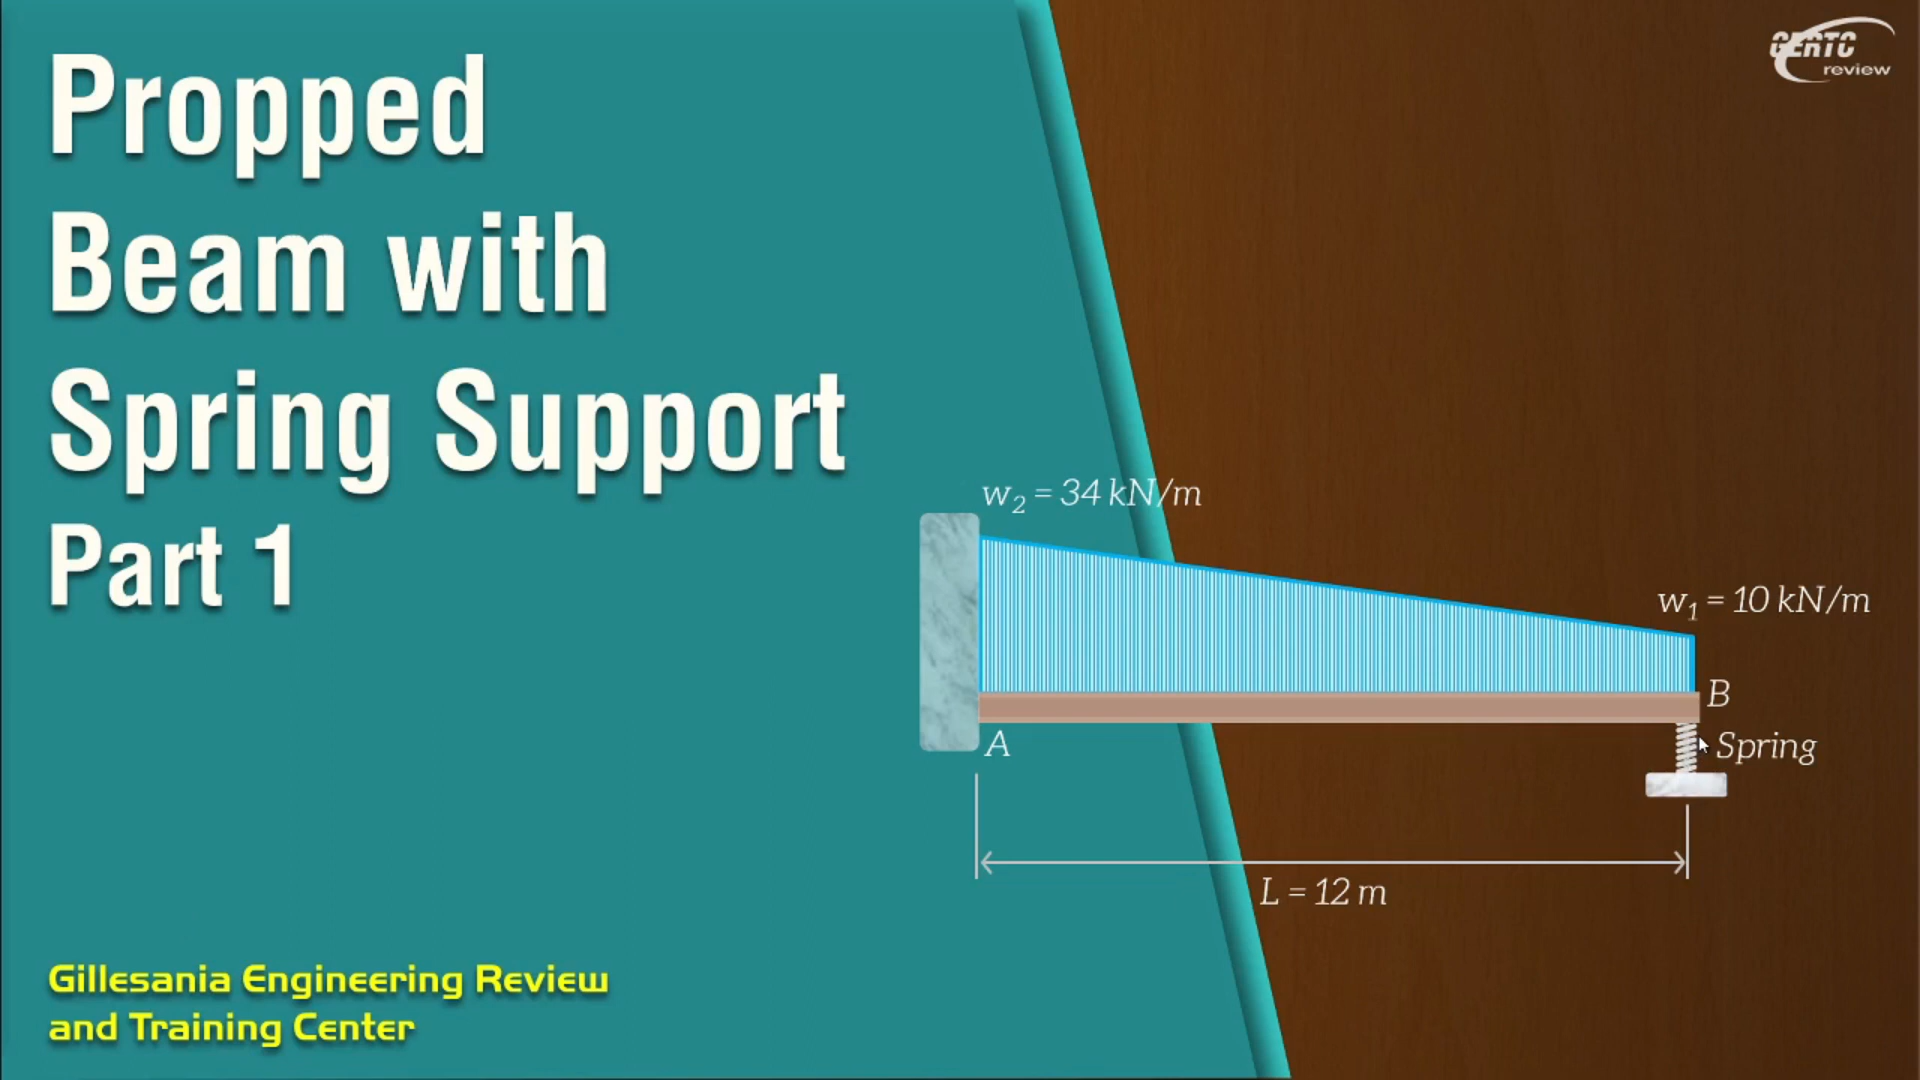 Propped
Beam with
Spring Support
Part 1
GERTC
review
w2 = 34 kN/m
w1 = 10 kN/m
B
A
Spring
L = 12 m
Gillesania Engineering Review
and Training Center